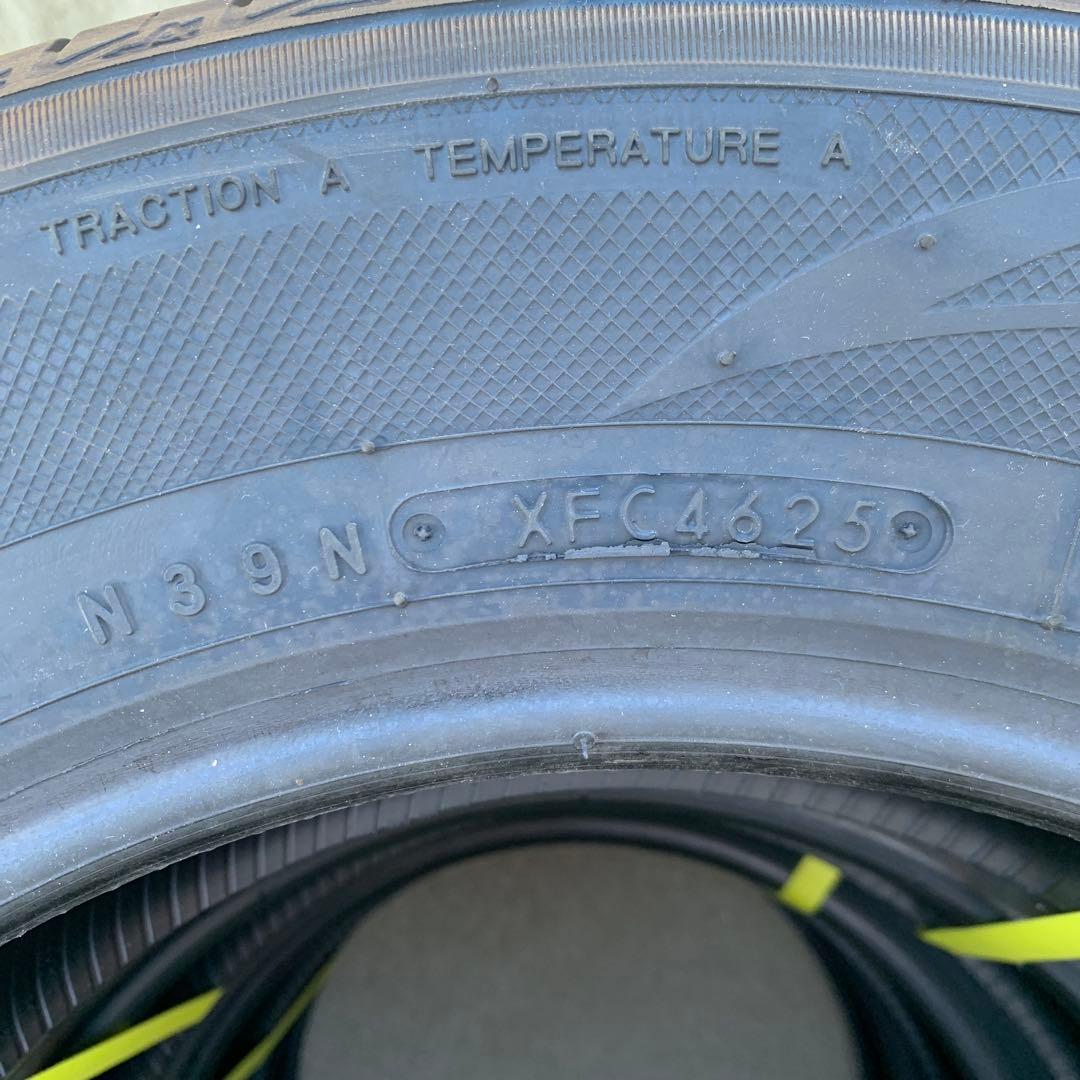 TRACTION A TEMPERATURE A
N39N XFC4625